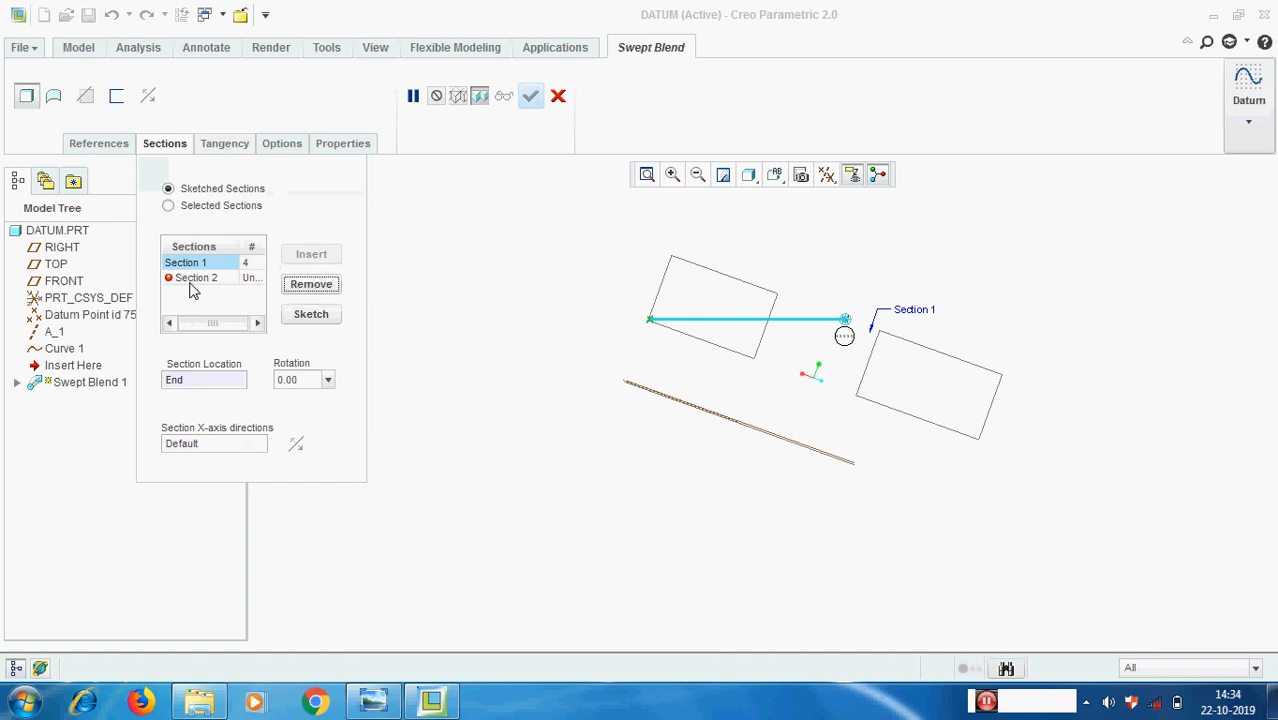 DATUM (Active) - Creo Parametric 2.0
File Model Analysis Annotate Render Tools View Flexible Modeling Applications Swept Blend
Datum
References Sections Tangency Options Properties
Model Tree
DATUM.PRT
RIGHT
TOP
FRONT
PRT_CSYS_DEF
Datum Point id 75
A_1
Curve 1
Insert Here
Swept Blend 1
Sketched Sections
Selected Sections
Sections #
Section 1 4
Section 2 Un...
Insert
Remove
Sketch
Section Location
End
Rotation
0.00
Section X-axis directions
Default
Section 1
All
14:34
22-10-2019